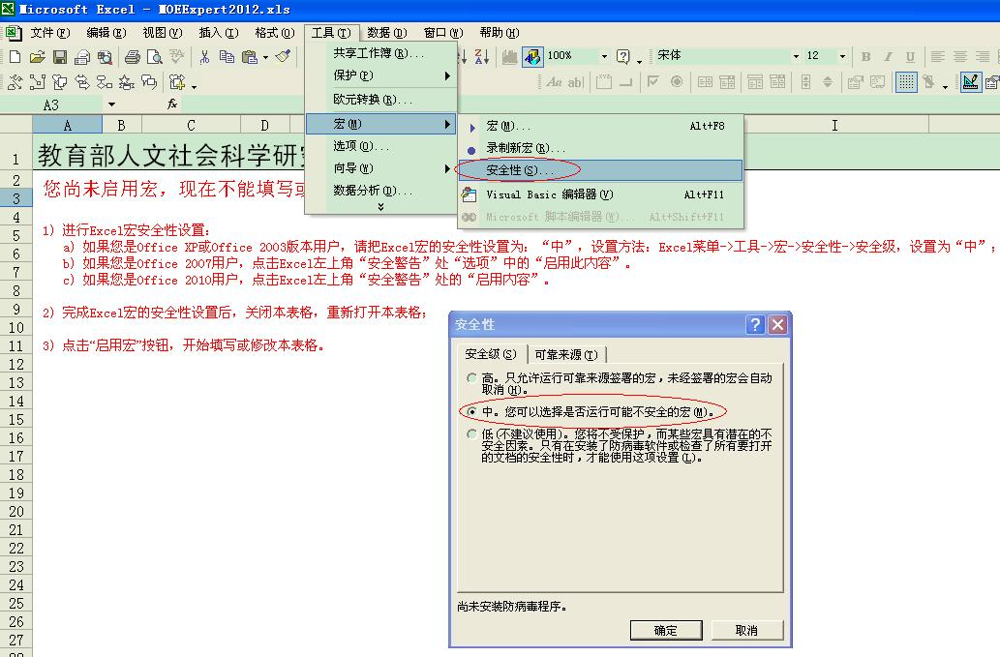 Microsoft Excel - MOEExpert2012.xls
文件(F) 编辑(E) 视图(V) 插入(I) 格式(O) 工具(T) 数据(D) 窗口(W) 帮助(H)
100% 宋体 12 B I U
Aa ab|
A3 fx
A B C D I
共享工作簿(R)...
保护(P)
欧元转换(R)...
宏(M)
选项(O)...
向导(W)
数据分析(D)...
宏(M)... Alt+F8
录制新宏(R)...
安全性(S)...
Visual Basic 编辑器(V) Alt+F11
Microsoft 脚本编辑器(W)... Alt+Shift+F11
1 教育部人文社会科学研
2
3 您尚未启用宏，现在不能填写或
4
5 1) 进行Excel宏安全性设置：
6 a) 如果您是Office XP或Office 2003版本用户，请把Excel宏的安全性设置为：“中”，设置方法：Excel菜单->工具->宏->安全性->安全级，设置为“中”；
7 b) 如果您是Office 2007用户，点击Excel左上角“安全警告”处“选项”中的“启用此内容”。
8 c) 如果您是Office 2010用户，点击Excel左上角“安全警告”处的“启用内容”。
9 2) 完成Excel宏的安全性设置后，关闭本表格，重新打开本表格；
10
11 3) 点击“启用宏”按钮，开始填写或修改本表格。
12
13
14
15
16
17
18
19
20
21
22
23
24
25
26
27
安全性
安全级(S) 可靠来源(T)
高。只允许运行可靠来源签署的宏，未经签署的宏会自动
取消(H)。
中。您可以选择是否运行可能不安全的宏(M)。
低(不建议使用)。您将不受保护，而某些宏具有潜在的不
安全因素。只有在安装了防病毒软件或检查了所有要打开
的文档的安全性时，才能使用这项设置(L)。
尚未安装防病毒程序。
确定 取消